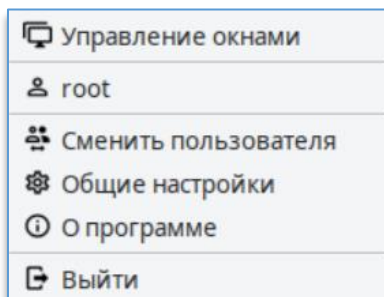 Управление окнами
root
Сменить пользователя
Общие настройки
О программе
Выйти